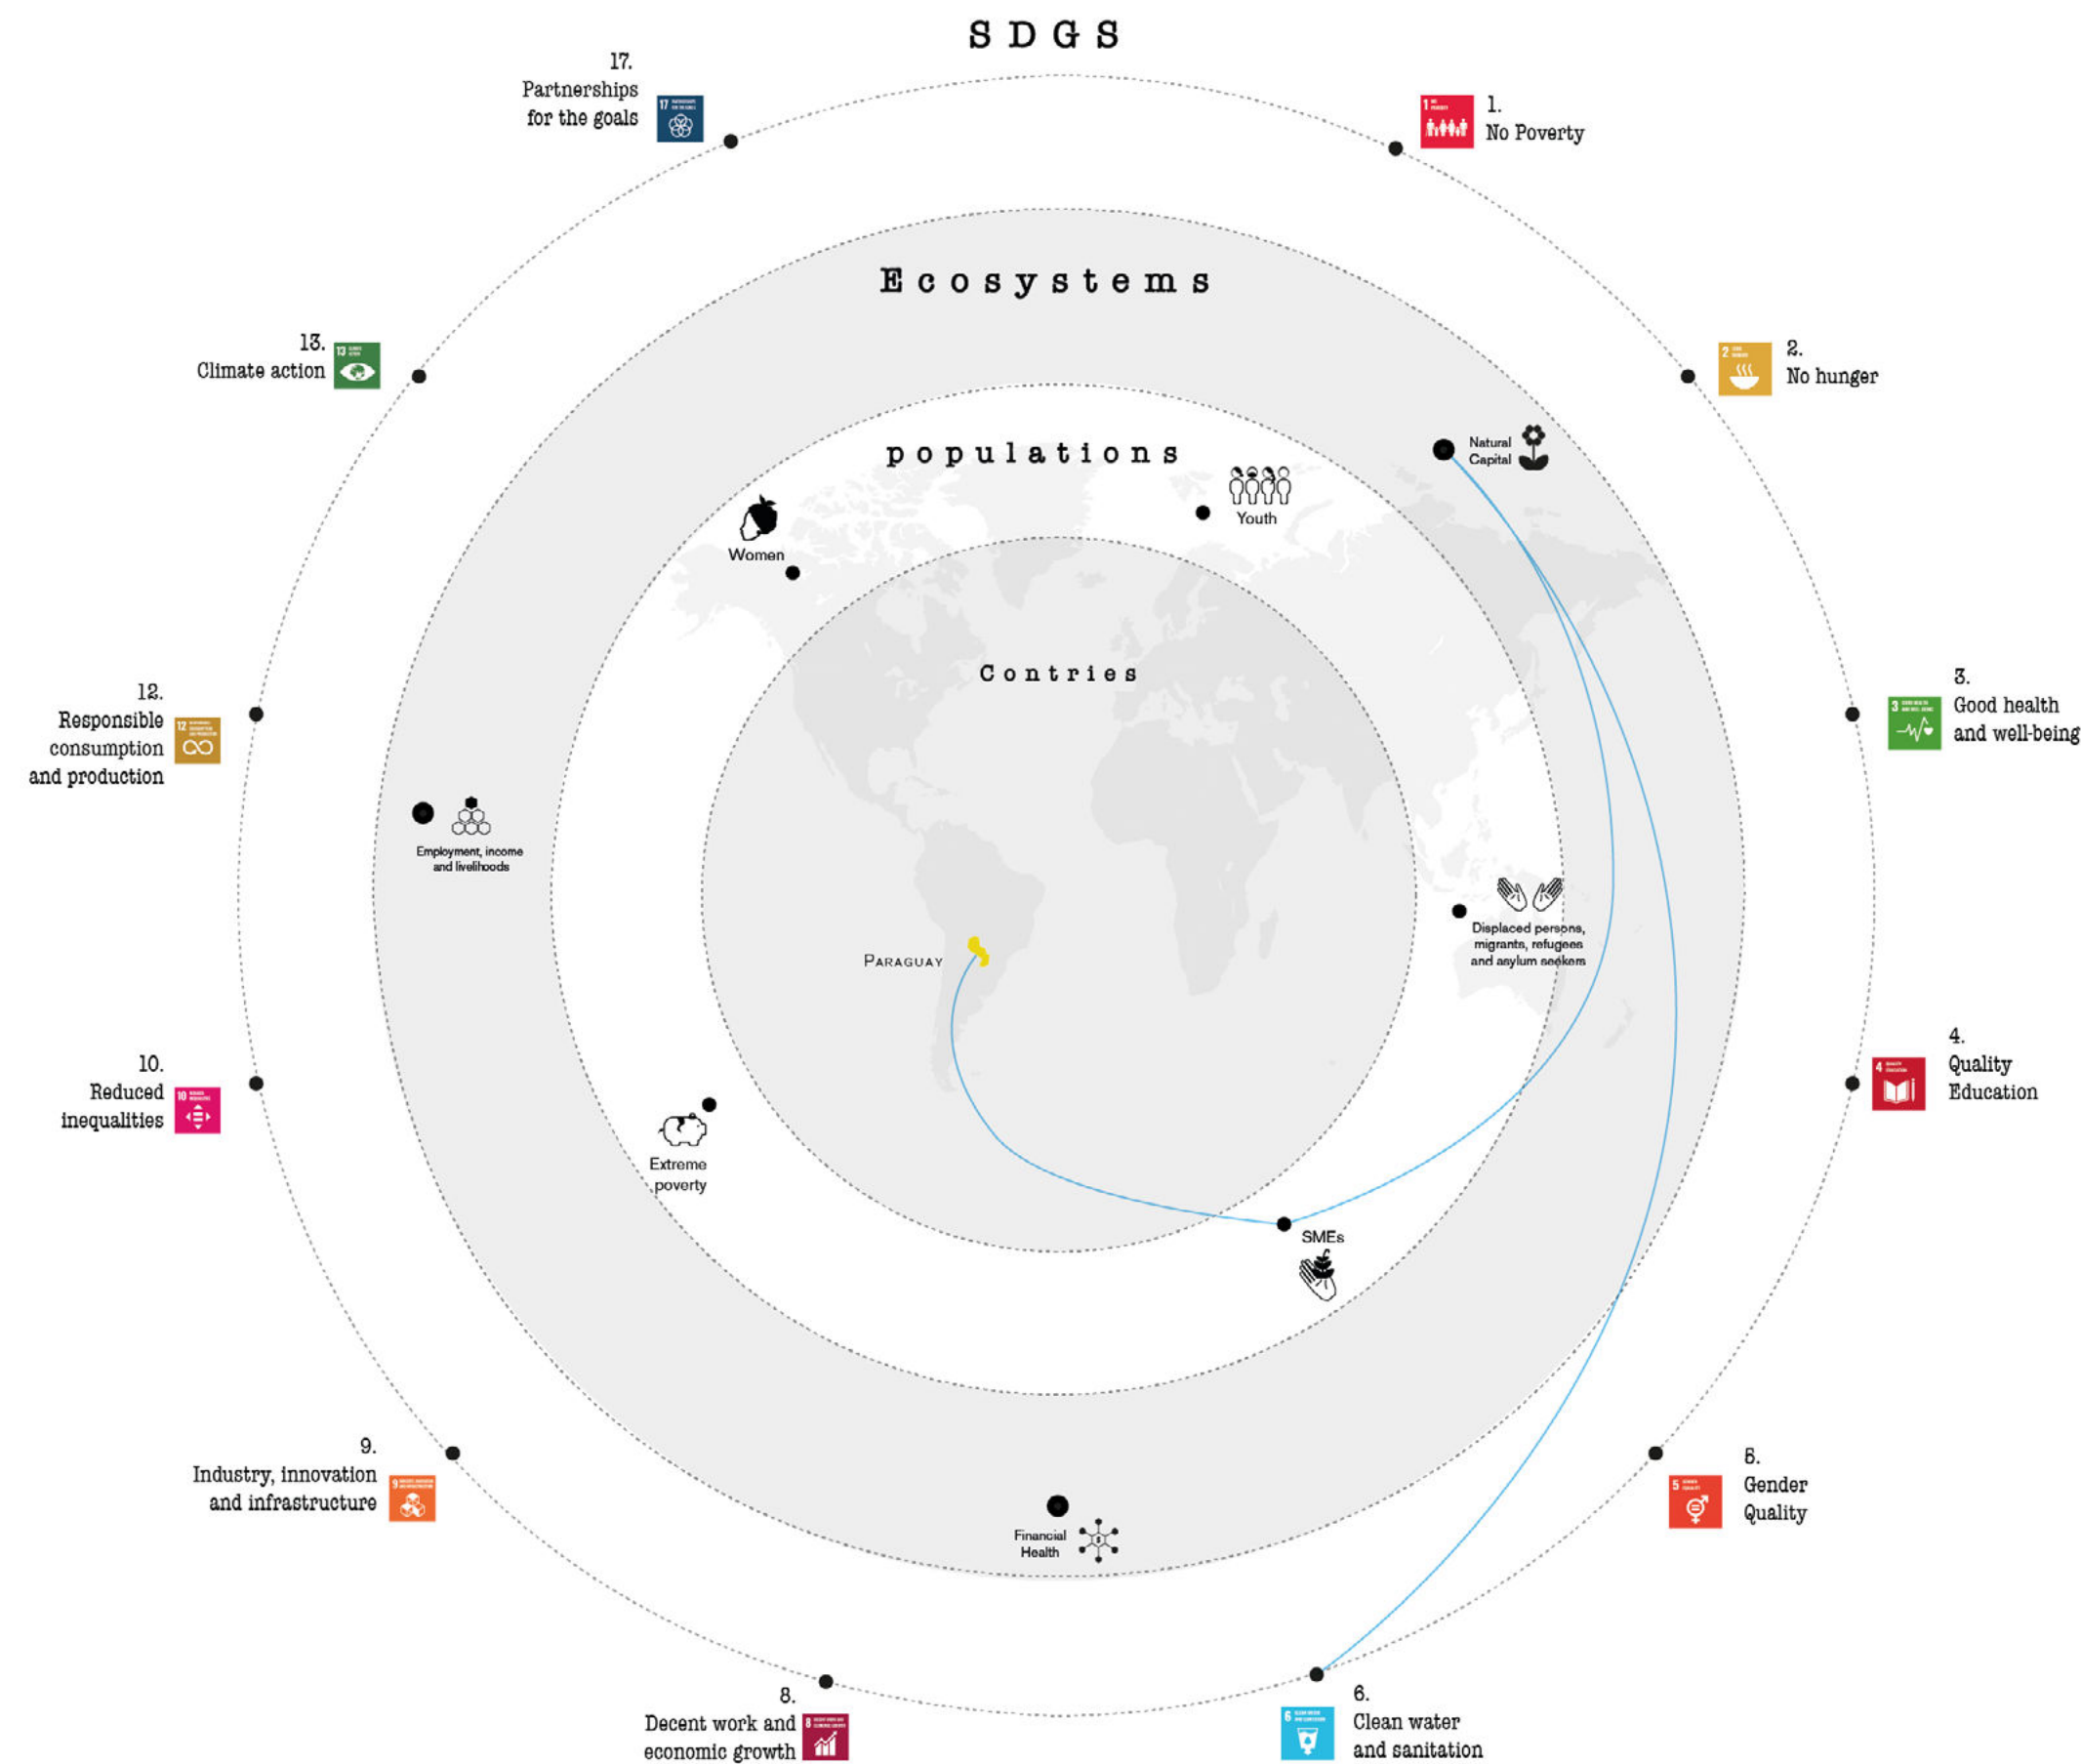 SDGS
17.
Partnerships
for the goals
1.
No Poverty
Ecosystems
13.
Climate action
2.
No hunger
populations
Natural
Capital
Youth
Women
Contries
12.
Responsible
consumption
and production
3.
Good health
and well-being
Employment, income
and livelihoods
Displaced persons,
migrants, refugees
and asylum seekers
PARAGUAY
10.
Reduced
inequalities
4.
Quality
Education
Extreme
poverty
SMEs
9.
Industry, innovation
and infrastructure
5.
Gender
Quality
Financial
Health
8.
Decent work and
economic growth
6.
Clean water
and sanitation